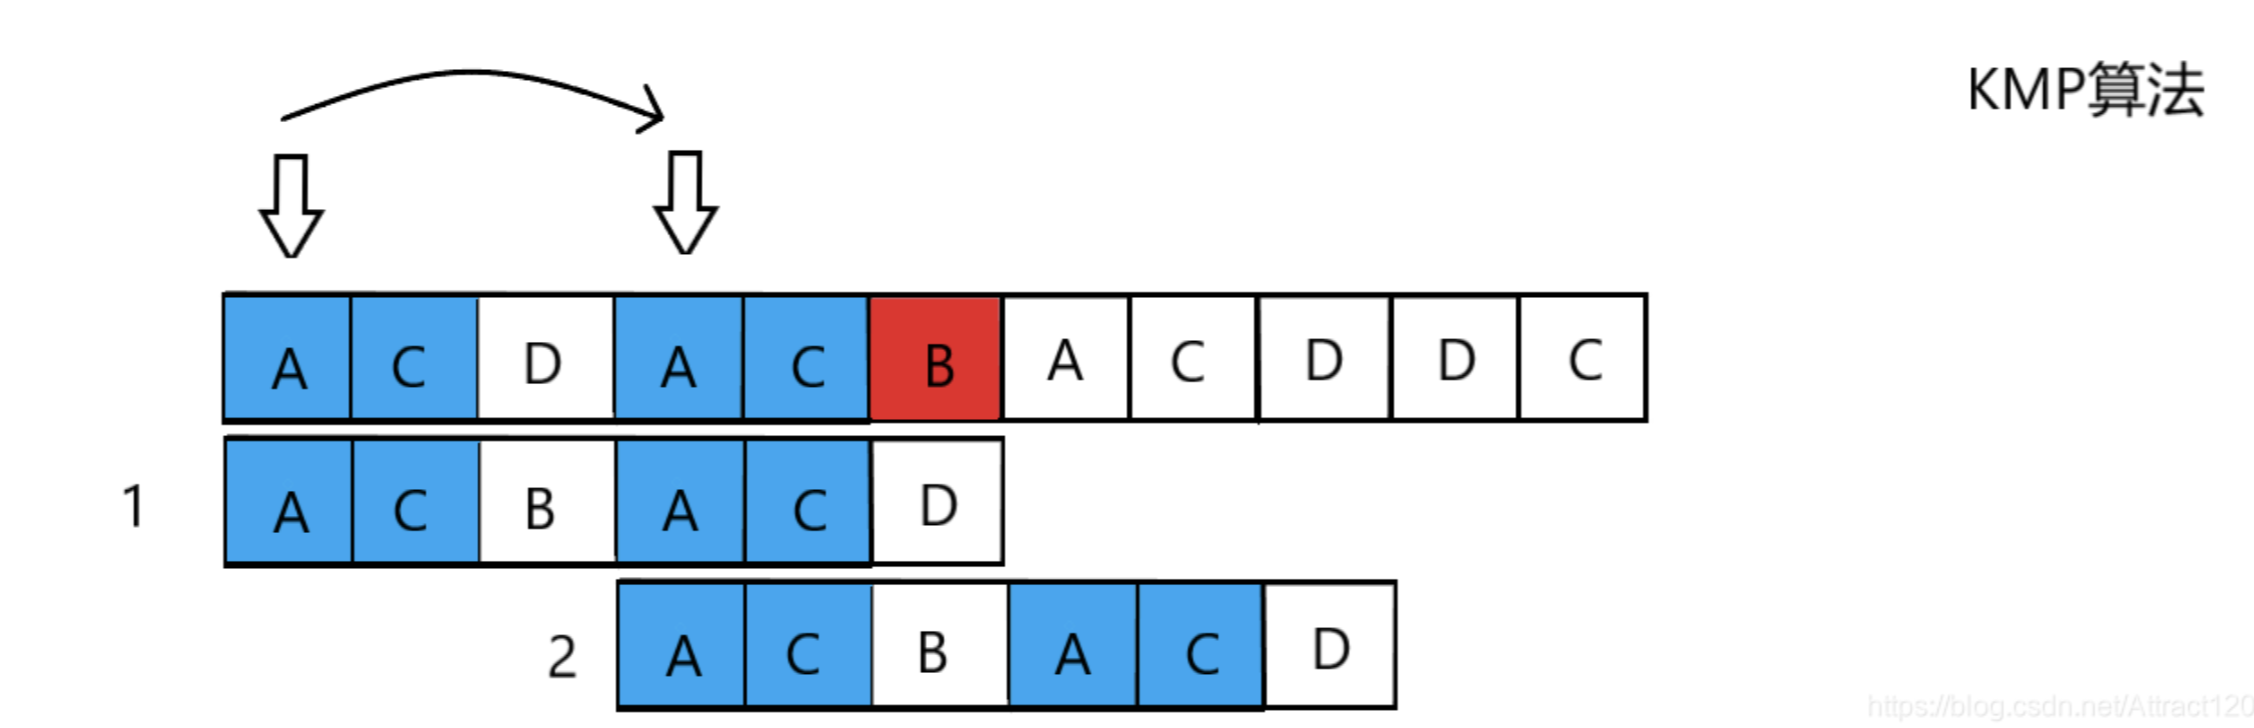 KMP算法
A C D A C B A C D D C
1 A C B A C D
2 A C B A C D
https://blog.csdn.net/Attract120